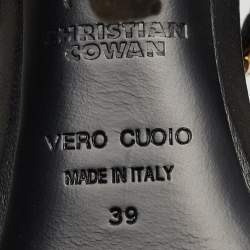 CHRISTIAN
COWAN
VERO CUOIO
MADE IN ITALY
39